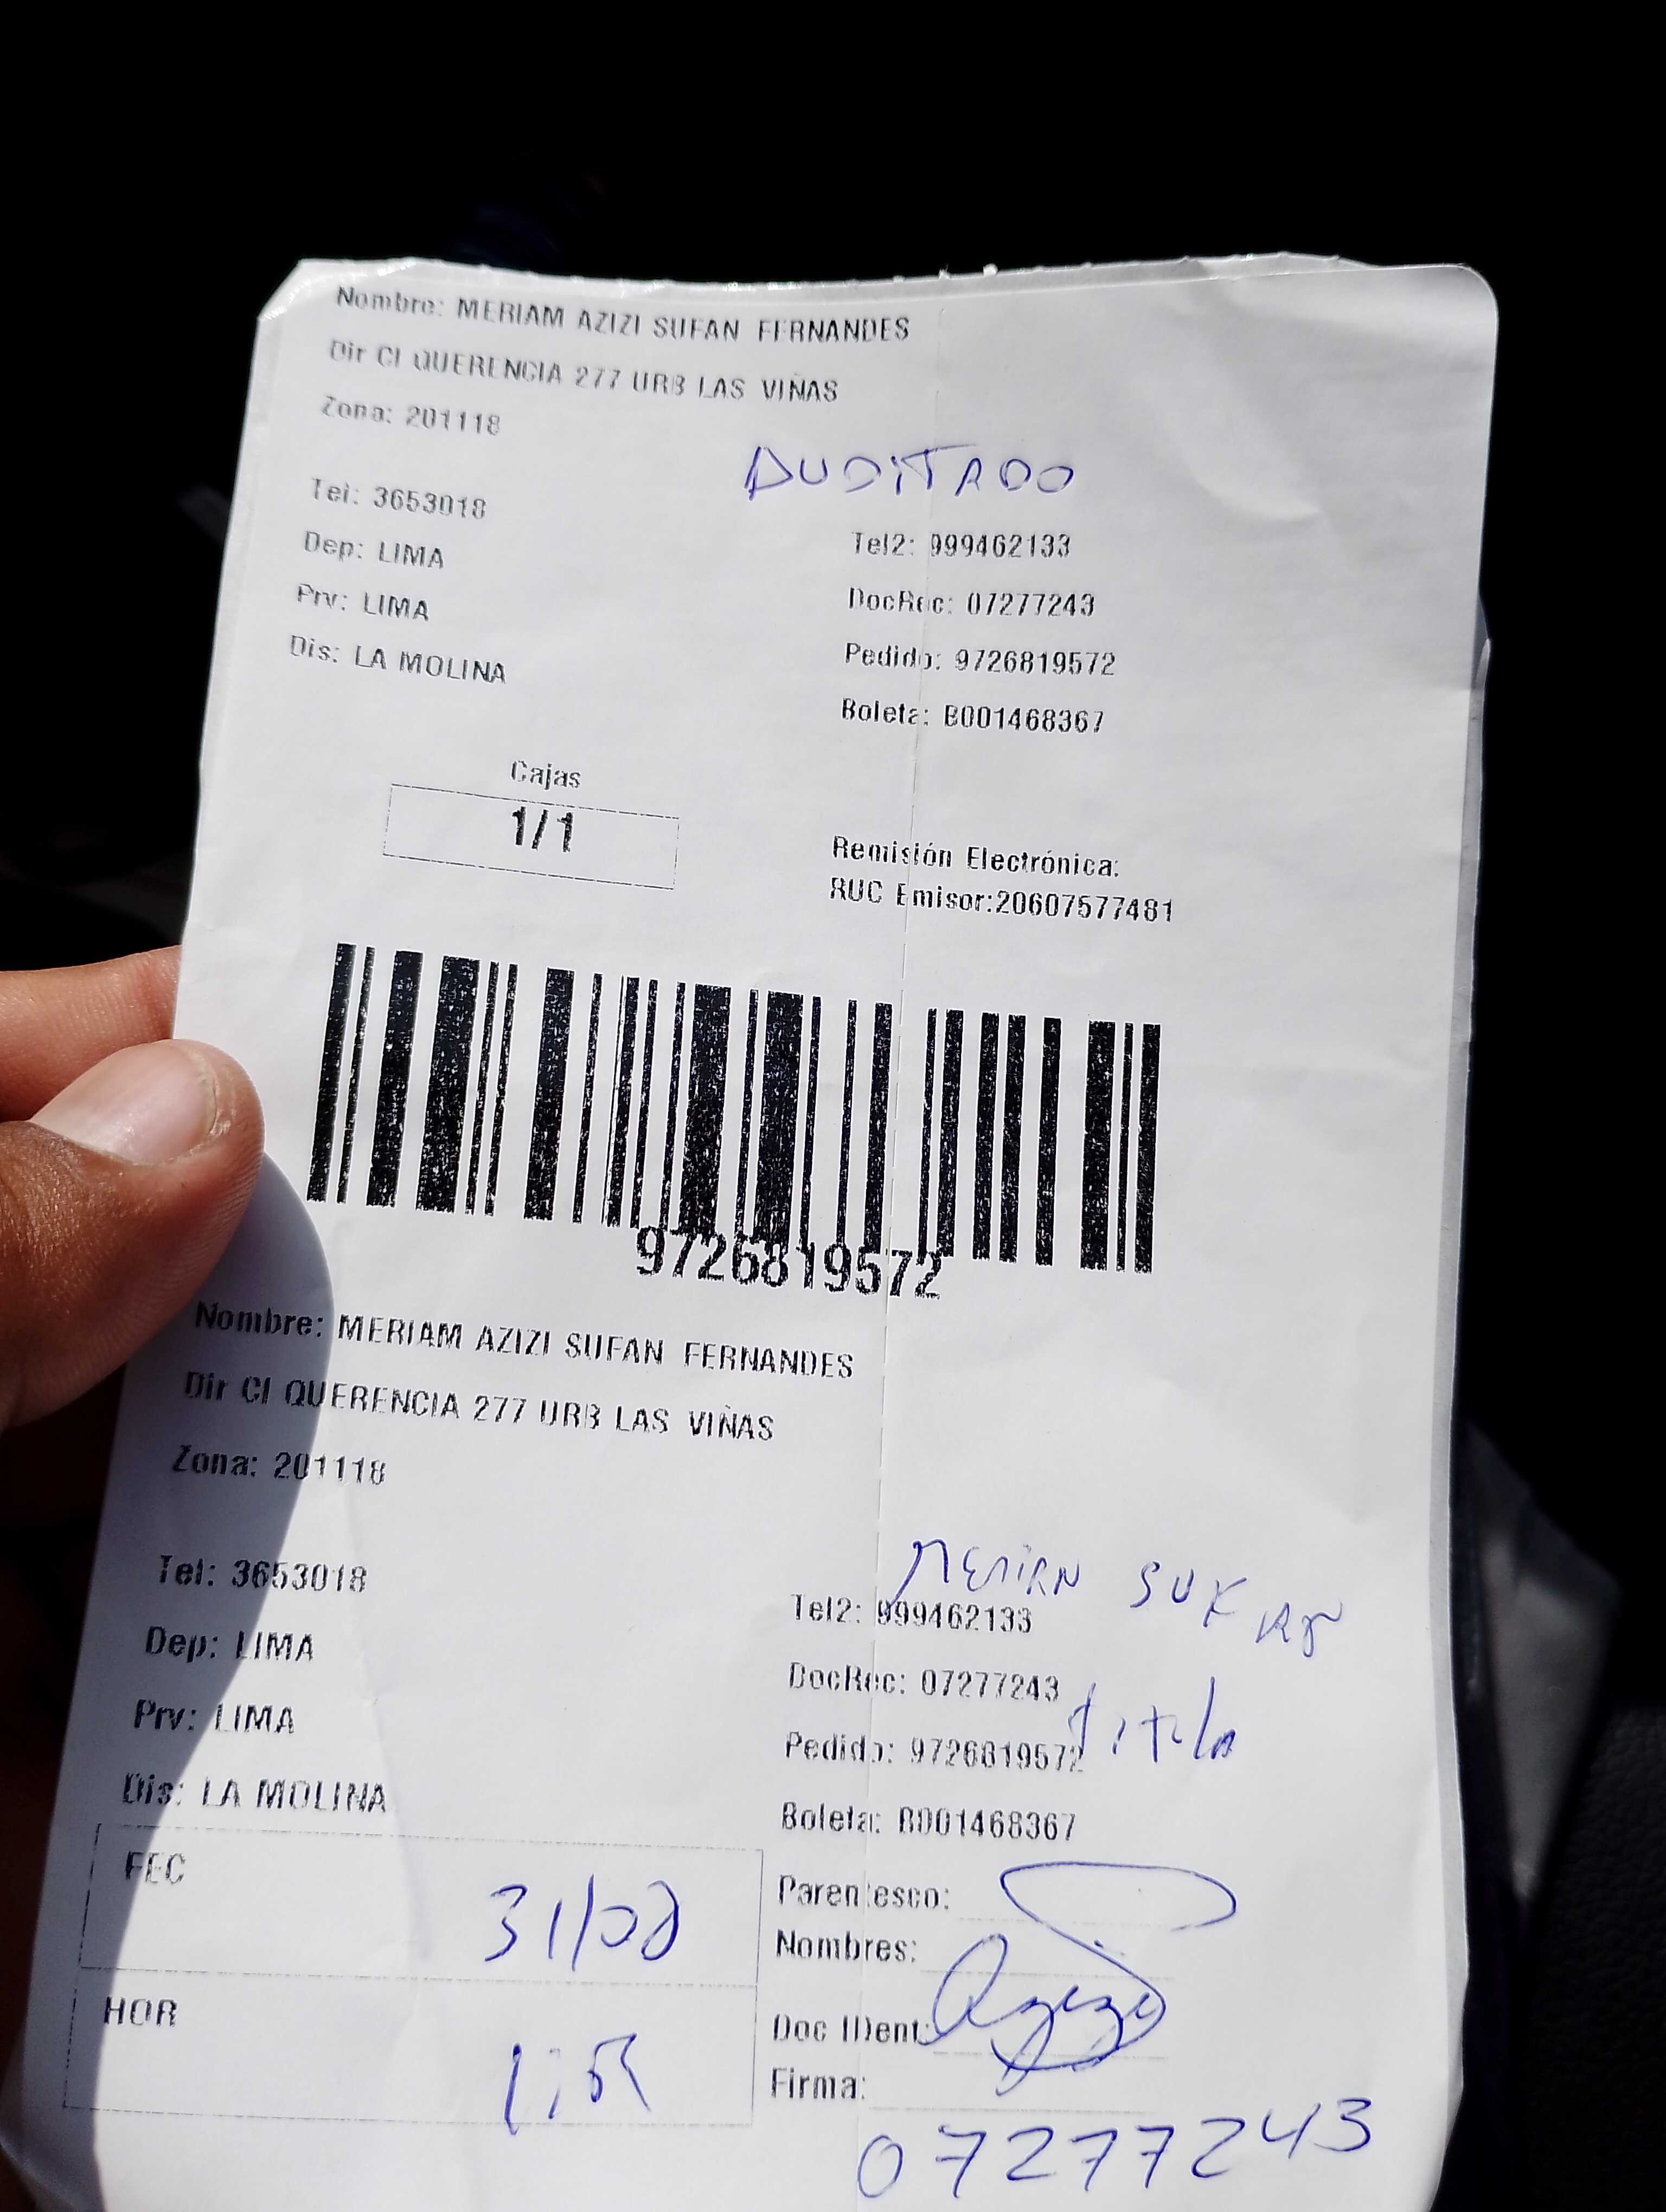 Nombre: MERIAM AZIZI SUFAN FERNANDES
Dir Cl QUERENCIA 277 URB LAS VIÑAS
Zona: 201118
AUDITADO
Tel: 3653018
Tel2: 999462133
Dep: LIMA
DocRec: 07277243
Prv: LIMA
Pedido: 9726819572
Dis: LA MOLINA
Boleta: B001468367
Cajas
1/1
Remisión Electrónica:
RUC Emisor:20607577481
9726819572
Nombre: MERIAM AZIZI SUFAN FERNANDES
Dir Cl QUERENCIA 277 URB LAS VIÑAS
Zona: 201118
Tel: 3653018
Tel2: 999462133
Dep: LIMA
DocRec: 07277243
Prv: LIMA
Pedido: 9726819572
Dis: LA MOLINA
Boleta: B001468367
FEC
Parentesco:
Nombres:
HOR
Doc IDent:
Firma:
07277243